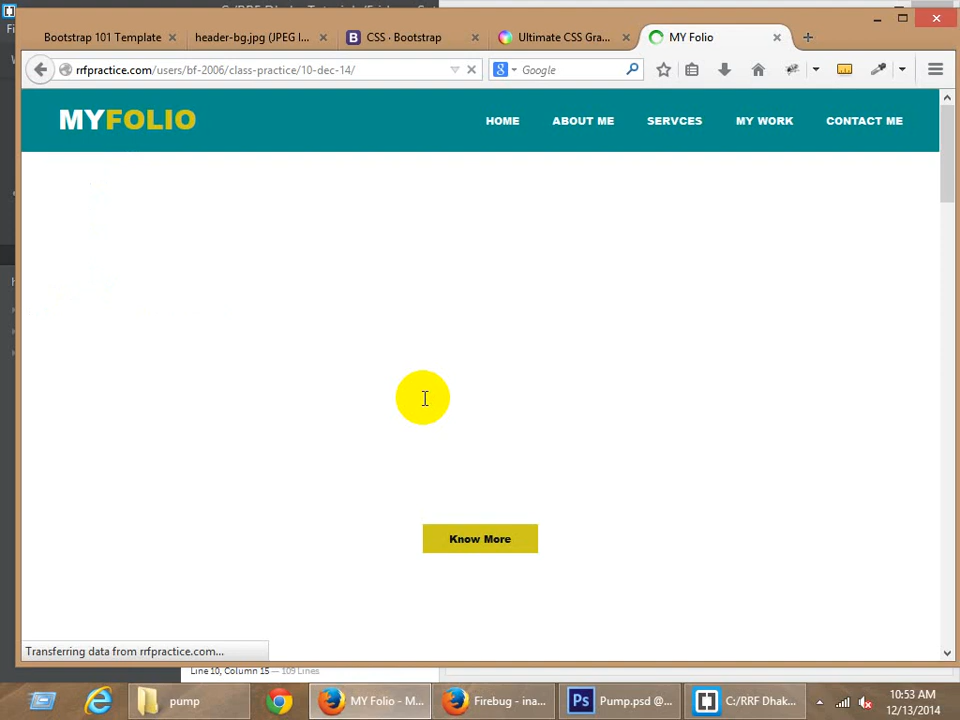 Bootstrap 101 Template
header-bg.jpg (JPEG I...
CSS · Bootstrap
Ultimate CSS Gra...
MY Folio
rrfpractice.com/users/bf-2006/class-practice/10-dec-14/
Google
MYFOLIO
HOME
ABOUT ME
SERVCES
MY WORK
CONTACT ME
Know More
Transferring data from rrfpractice.com...
Line 10, Column 15 — 109 Lines
pump
MY Folio - M...
Firebug - ina...
Pump.psd @...
C:/RRF Dhak...
10:53 AM
12/13/2014